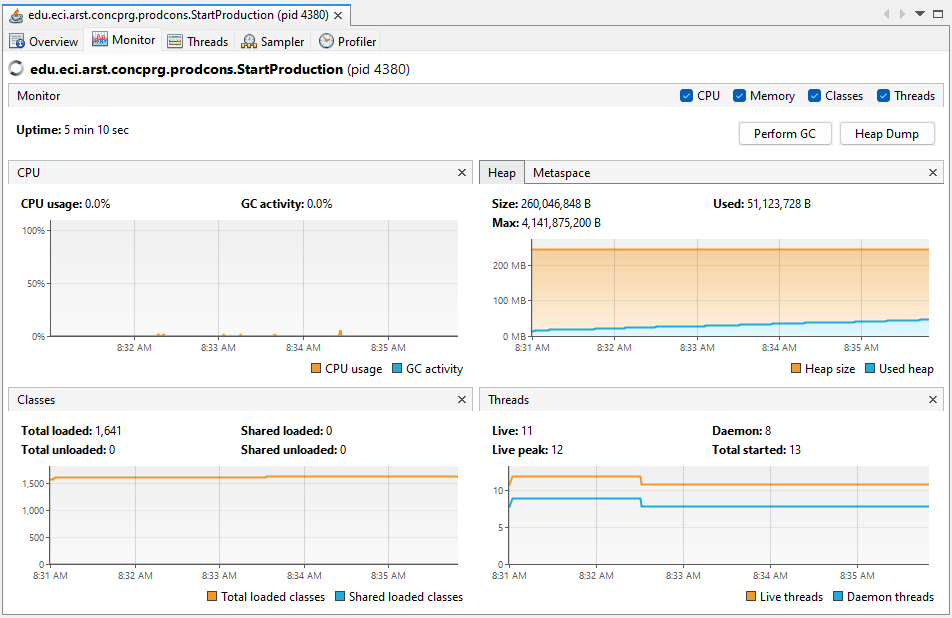 edu.eci.arst.concprg.prodcons.StartProduction (pid 4380)
Overview Monitor Threads Sampler Profiler
edu.eci.arst.concprg.prodcons.StartProduction (pid 4380)
Monitor CPU Memory Classes Threads
Uptime: 5 min 10 sec
Perform GC Heap Dump
CPU
CPU usage: 0.0% GC activity: 0.0%
100%
50%
0%
8:32 AM 8:33 AM 8:34 AM 8:35 AM
CPU usage GC activity
Heap Metaspace
Size: 260,046,848 B Used: 51,123,728 B
Max: 4,141,875,200 B
200 MB
100 MB
0 MB
8:31 AM 8:32 AM 8:33 AM 8:34 AM 8:35 AM
Heap size Used heap
Classes
Total loaded: 1,641 Shared loaded: 0
Total unloaded: 0 Shared unloaded: 0
1,500
1,000
500
0
8:31 AM 8:32 AM 8:33 AM 8:34 AM 8:35 AM
Total loaded classes Shared loaded classes
Threads
Live: 11 Daemon: 8
Live peak: 12 Total started: 13
10
5
0
8:31 AM 8:32 AM 8:33 AM 8:34 AM 8:35 AM
Live threads Daemon threads